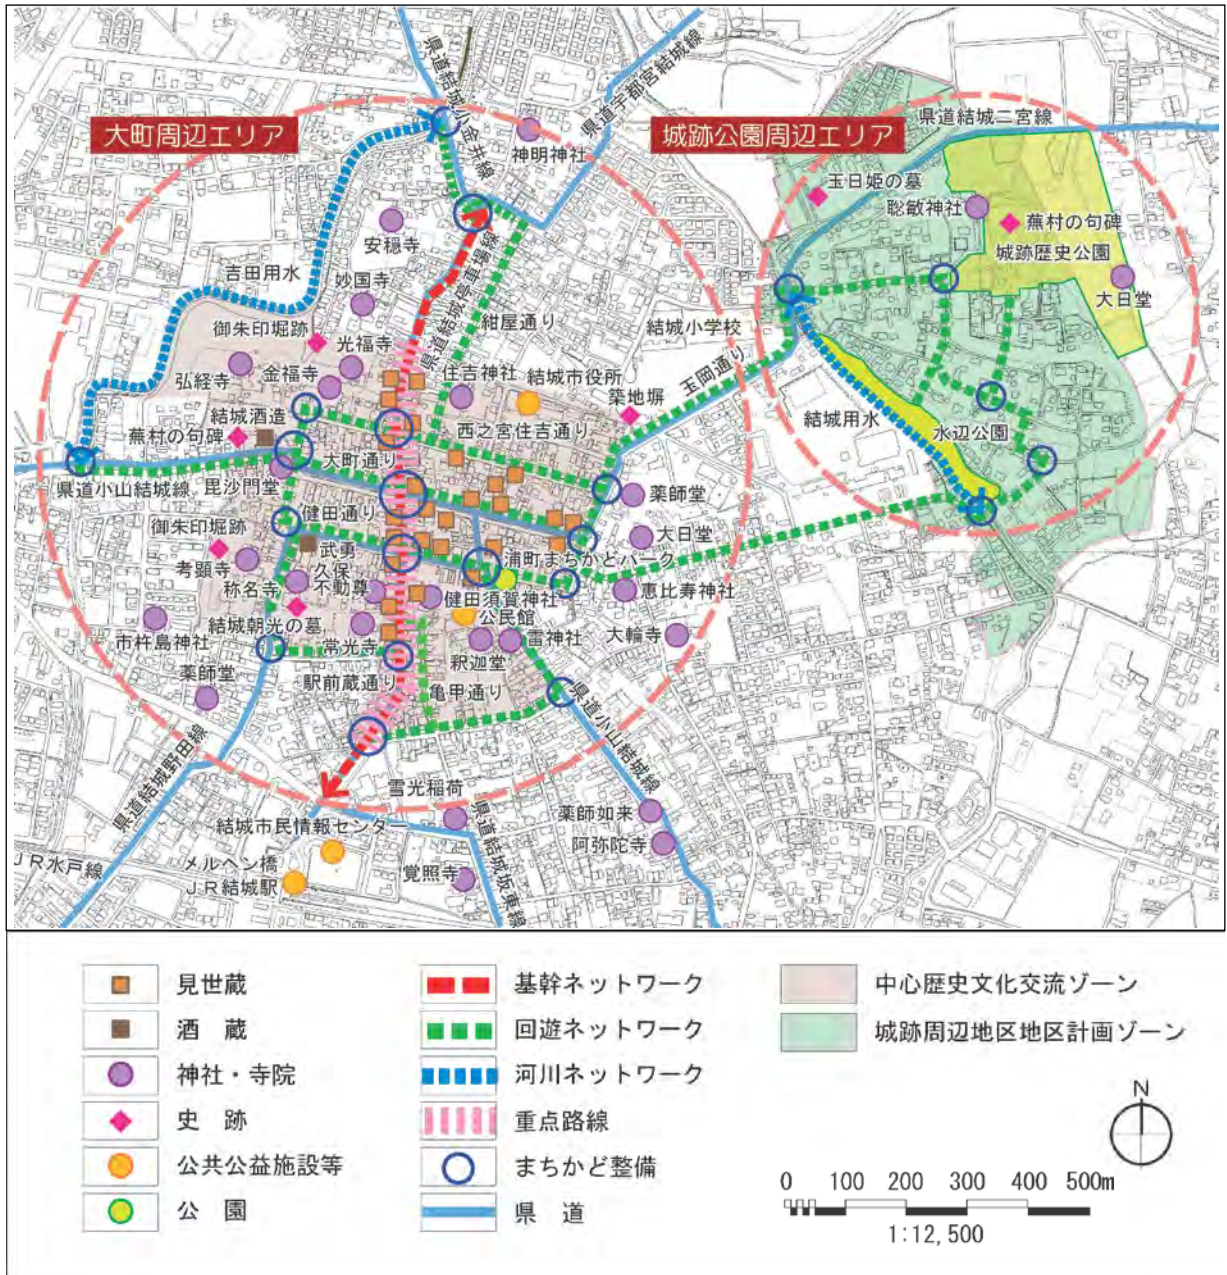 大町周辺エリア
城跡公園周辺エリア
県道結城小金井線
県道宇都宮結城線
県道結城二宮線
神明神社
玉日姫の墓
聡敏神社
蕪村の句碑
城跡歴史公園
大日堂
安穏寺
吉田用水
妙国寺
県道結城停車場線
紺屋通り
結城小学校
御朱印堀跡
光福寺
玉岡通り
弘経寺
金福寺
住吉神社
結城市役所
築地塀
結城用水
水辺公園
結城酒造
蕪村の句碑
西之宮住吉通り
大町通り
県道小山結城線
毘沙門堂
薬師堂
御朱印堀跡
健田通り
大日堂
武勇
浦町まちかどパーク
考顕寺
久保
不動尊
称名寺
健田須賀神社
恵比寿神社
公民館
結城朝光の墓
市杵島神社
常光寺
雷神社
大輪寺
釈迦堂
薬師堂
駅前蔵通り
亀甲通り
県道小山結城線
県道結城野田線
雪光稲荷
結城市民情報センター
薬師如来
阿弥陀寺
県道結城坂東線
JR水戸線
メルヘン橋
JR結城駅
覚照寺
見世蔵
基幹ネットワーク
中心歴史文化交流ゾーン
酒 蔵
回遊ネットワーク
城跡周辺地区地区計画ゾーン
神社・寺院
河川ネットワーク
史 跡
重点路線
公共公益施設等
まちかど整備
公 園
県 道
N
0 100 200 300 400 500m
1:12,500